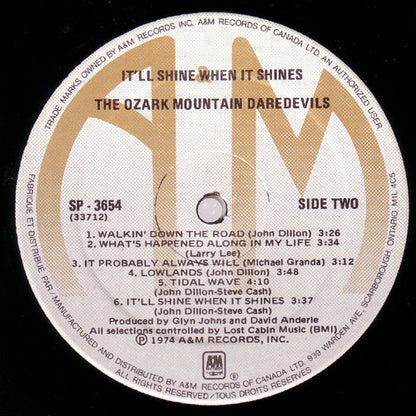 TRADE MARKS OWNED BY A&M RECORDS INC. A&M RECORDS OF CANADA LTD. AN AUTHORIZED USER
A&M
IT'LL SHINE WHEN IT SHINES
THE OZARK MOUNTAIN DAREDEVILS
SP - 3654
(33712)
SIDE TWO
1. WALKIN' DOWN THE ROAD (John Dillon) 3:26
2. WHAT'S HAPPENED ALONG IN MY LIFE 3:34
(Larry Lee)
3. IT PROBABLY ALWAYS WILL (Michael Granda) 3:12
4. LOWLANDS (John Dillon) 3:48
5. TIDAL WAVE 4:10
(John Dillon-Steve Cash)
6. IT'LL SHINE WHEN IT SHINES 3:37
(John Dillon-Steve Cash)
Produced by Glyn Johns and David Anderle
All selections controlled by Lost Cabin Music (BMI)
Ⓟ 1974 A&M RECORDS, INC.
A&M
®
FABRIQUE ET DISTRIBUÉ PAR/MANUFACTURED AND DISTRIBUTED BY A&M RECORDS OF CANADA LTD. 939 WARDEN AVE. SCARBOROUGH ONTARIO M1L 4C5
ALL RIGHTS RESERVED/TOUS DROITS RESERVÉS